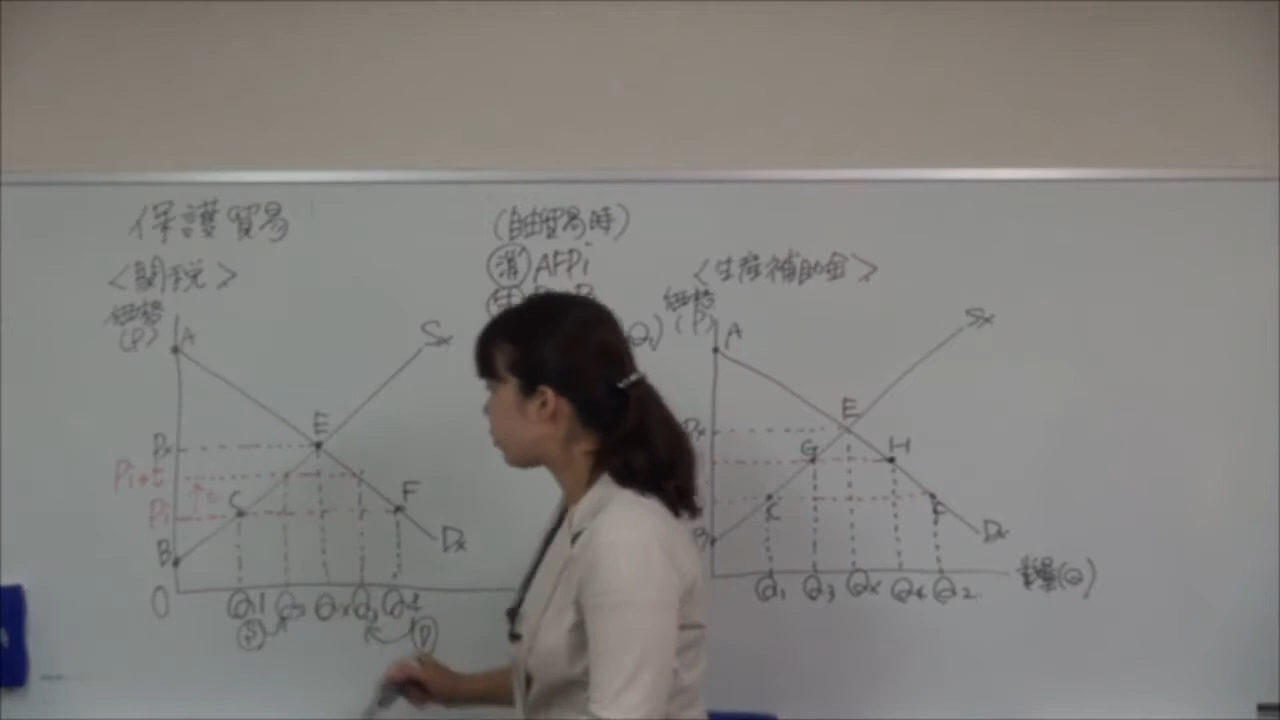 保護貿易
<関税>
価格
(P)
A
Sx
E
Px
Pi+t
t
Pi
C
F
B
Dx
O
Q1
Qx
S
D
(自由貿易時)
消 AFPi
<生産補助金>
価格
(P)
A
Sx
E
Px
G H
F
B
Dx
Q1 Q3 Qx Q4 Q2
数量(Q)